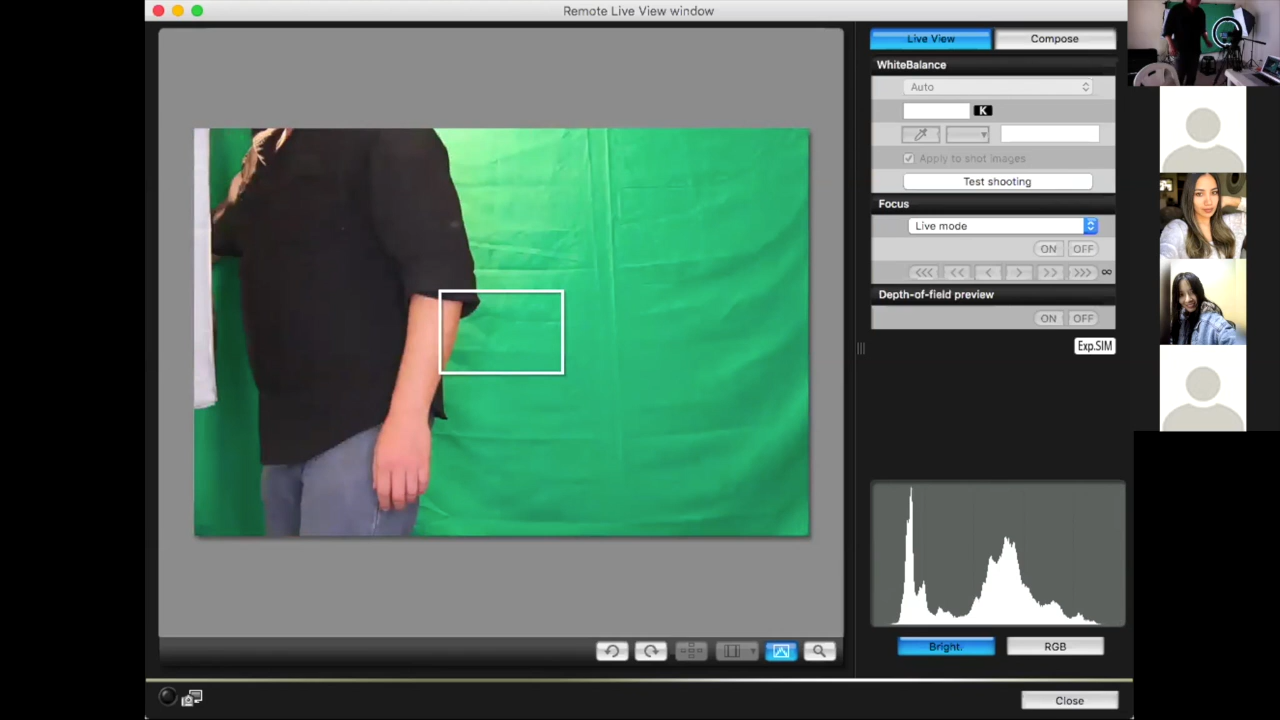 Remote Live View window
Live View
Compose
WhiteBalance
Auto
K
Apply to shot images
Test shooting
Focus
Live mode
ON OFF
<<< << < > >> >>> ∞
Depth-of-field preview
ON OFF
Exp.SIM
Bright.
RGB
Close